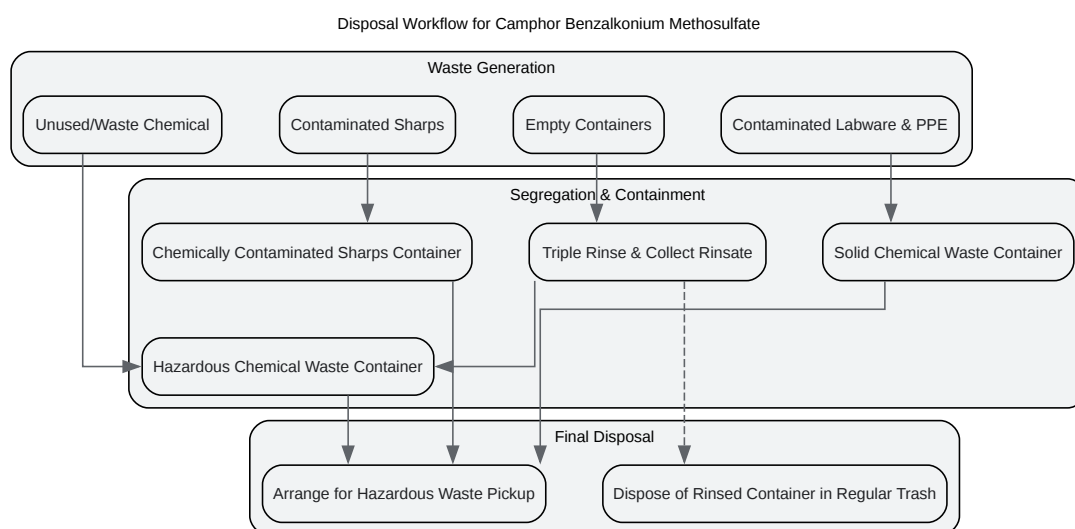 Disposal Workflow for Camphor Benzalkonium Methosulfate
Waste Generation
Unused/Waste Chemical
Contaminated Sharps
Empty Containers
Contaminated Labware & PPE
Segregation & Containment
Chemically Contaminated Sharps Container
Triple Rinse & Collect Rinsate
Solid Chemical Waste Container
Hazardous Chemical Waste Container
Final Disposal
Arrange for Hazardous Waste Pickup
Dispose of Rinsed Container in Regular Trash